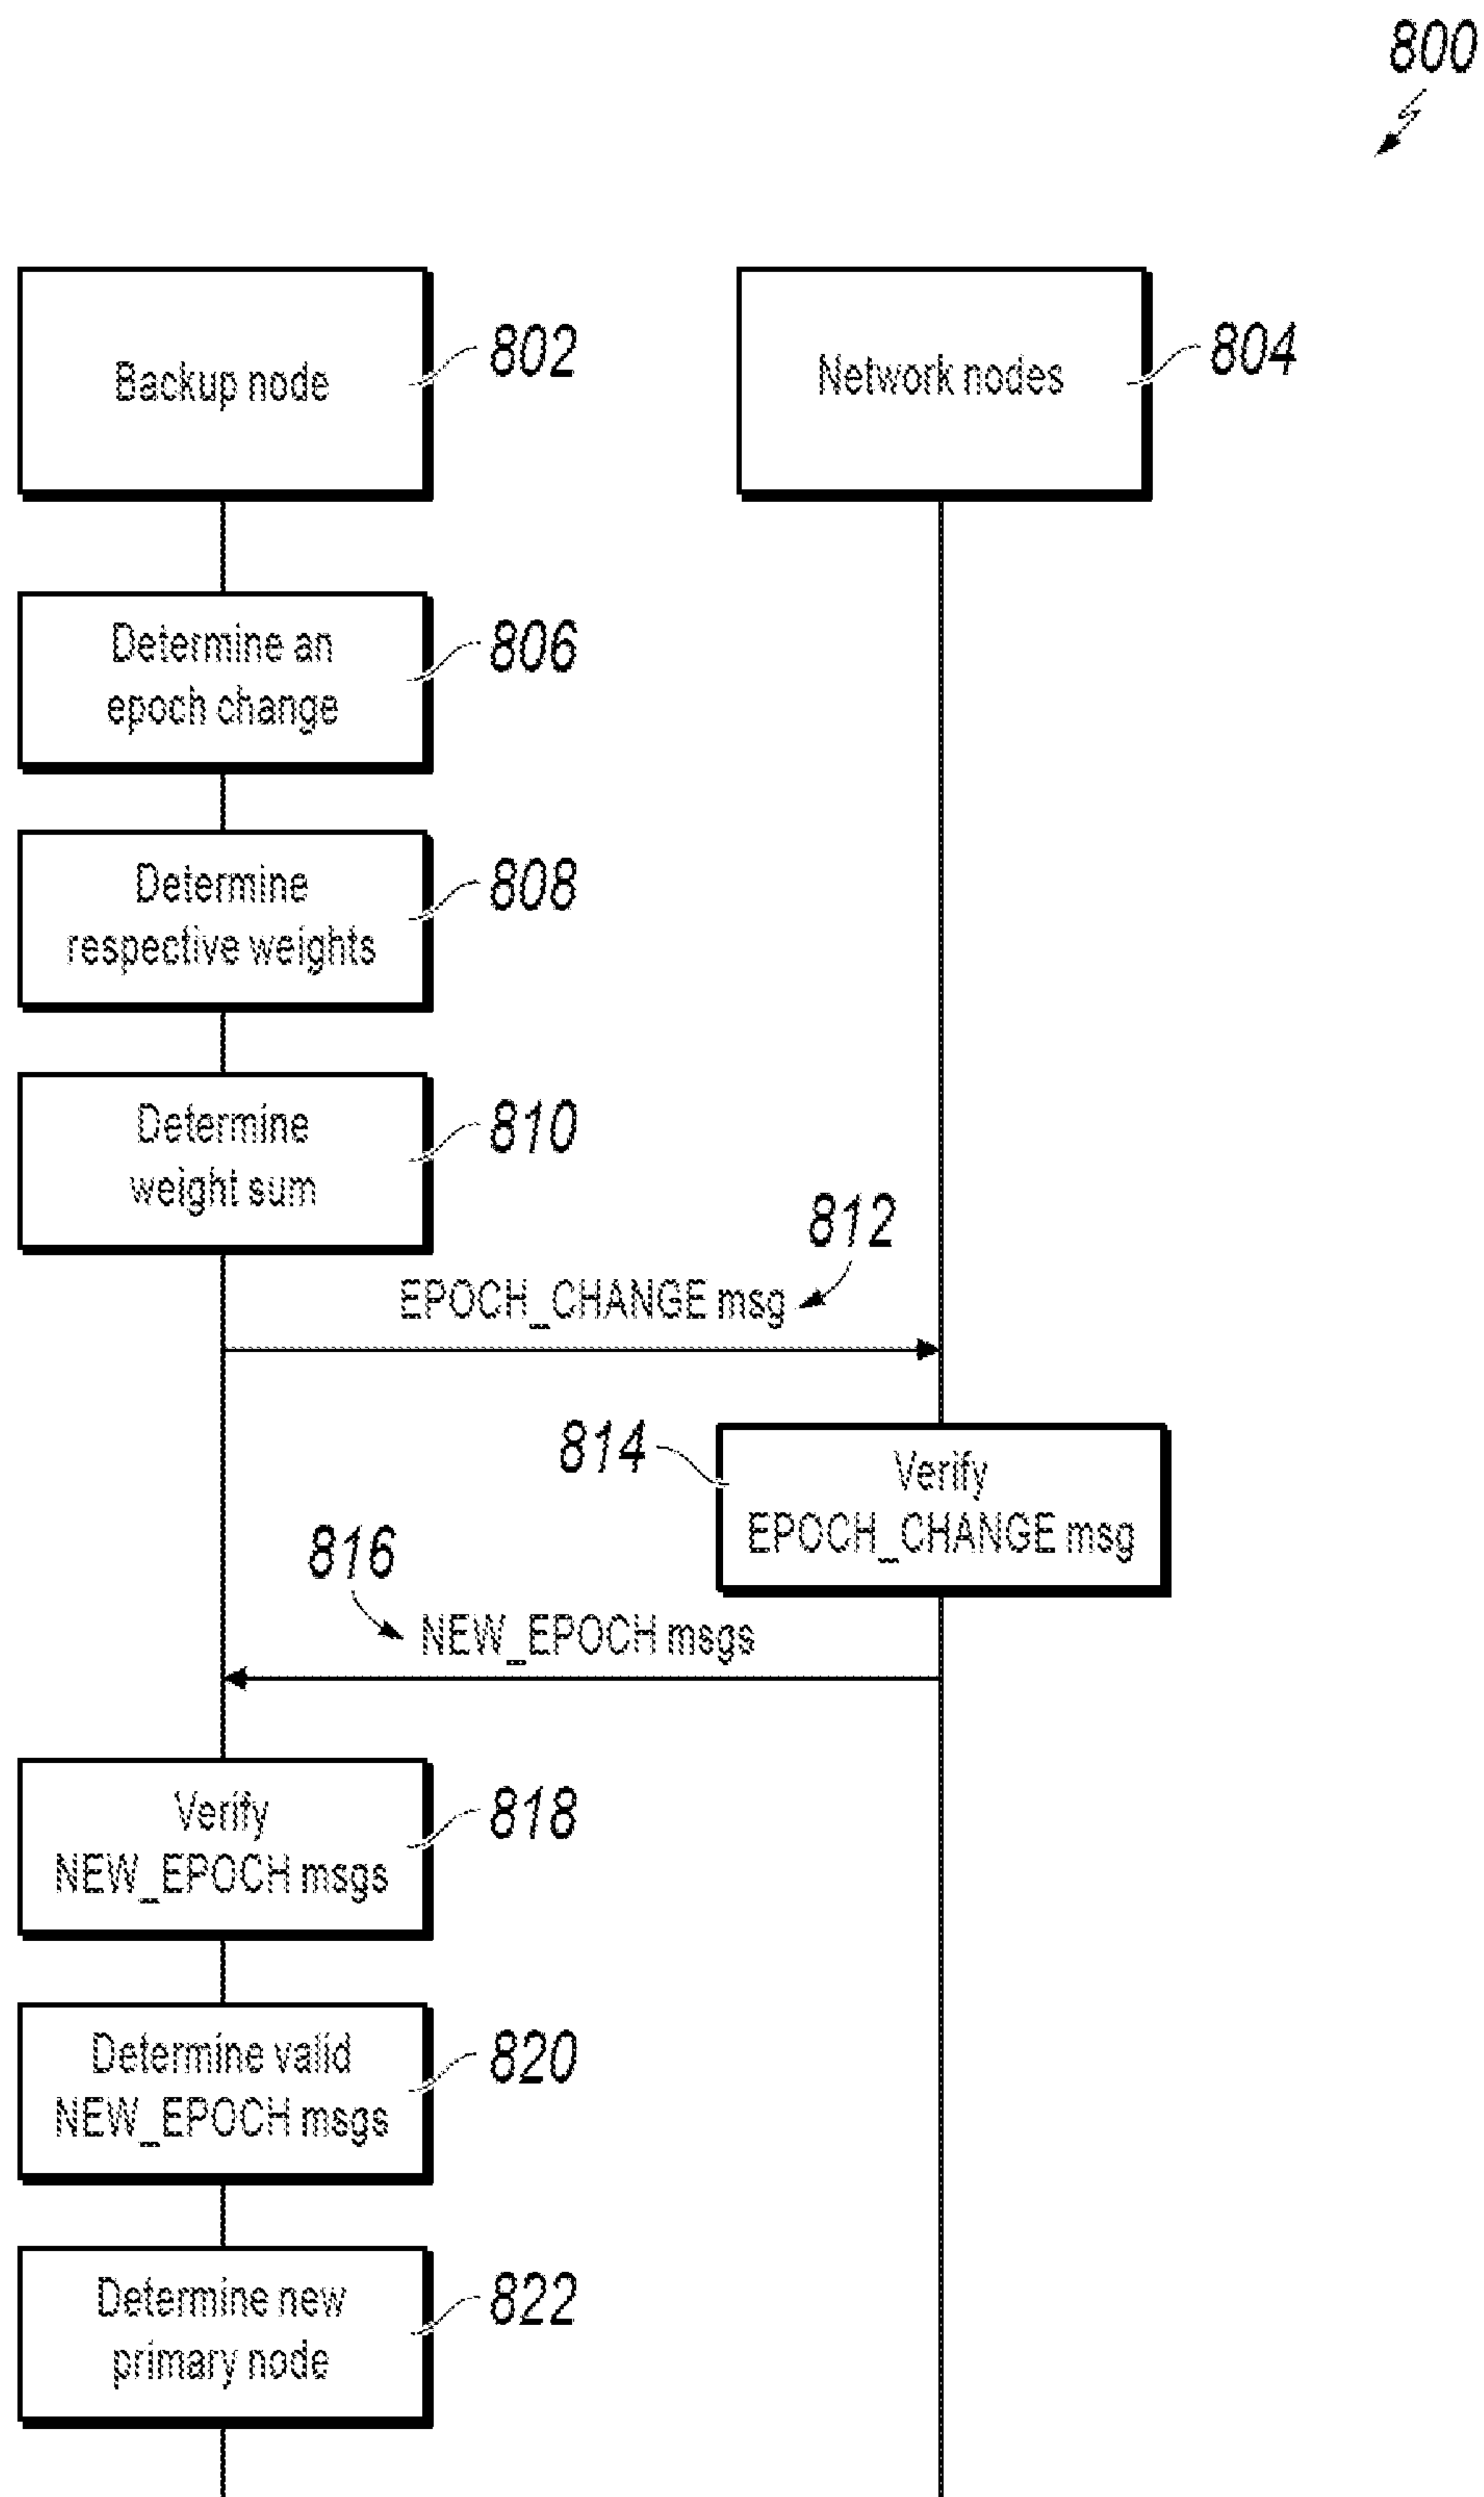 800
Backup node
802
Network nodes
804
Determine an
epoch change
806
Determine
respective weights
808
Determine
weight sum
810
812
EPOCH_CHANGE msg
814
Verify
EPOCH_CHANGE msg
816
NEW_EPOCH msgs
Verify
NEW_EPOCH msgs
818
Determine valid
NEW_EPOCH msgs
820
Determine new
primary node
822